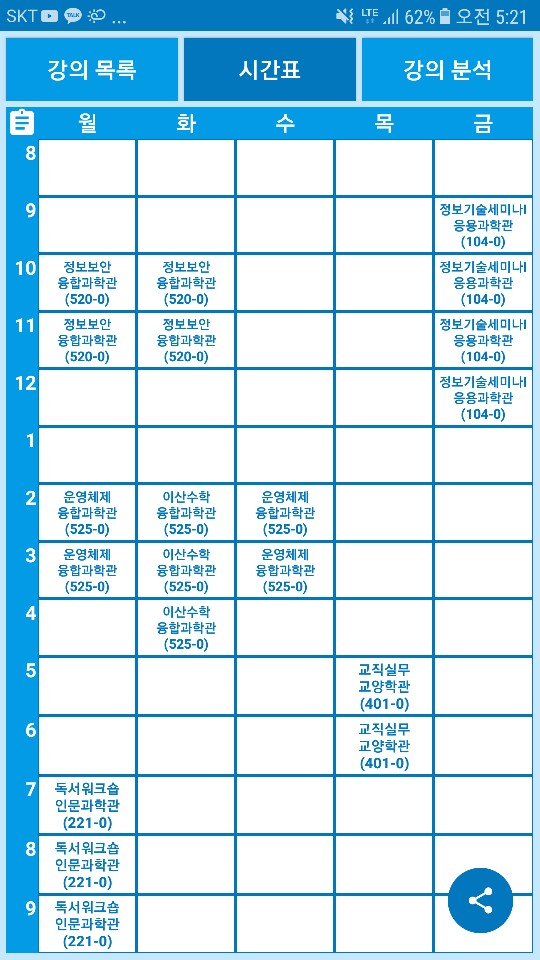 SKT TALK ... LTE 62% 오전 5:21
강의 목록 시간표 강의 분석
월 화 수 목 금
8
9 정보기술세미나I
응용과학관
(104-0)
10 정보보안 정보보안 정보기술세미나I
융합과학관 융합과학관 응용과학관
(520-0) (520-0) (104-0)
11 정보보안 정보보안 정보기술세미나I
융합과학관 융합과학관 응용과학관
(520-0) (520-0) (104-0)
12 정보기술세미나I
응용과학관
(104-0)
1
2 운영체제 이산수학 운영체제
융합과학관 융합과학관 융합과학관
(525-0) (525-0) (525-0)
3 운영체제 이산수학 운영체제
융합과학관 융합과학관 융합과학관
(525-0) (525-0) (525-0)
4 이산수학
융합과학관
(525-0)
5 교직실무
교양학관
(401-0)
6 교직실무
교양학관
(401-0)
7 독서워크숍
인문과학관
(221-0)
8 독서워크숍
인문과학관
(221-0)
9 독서워크숍
인문과학관
(221-0)